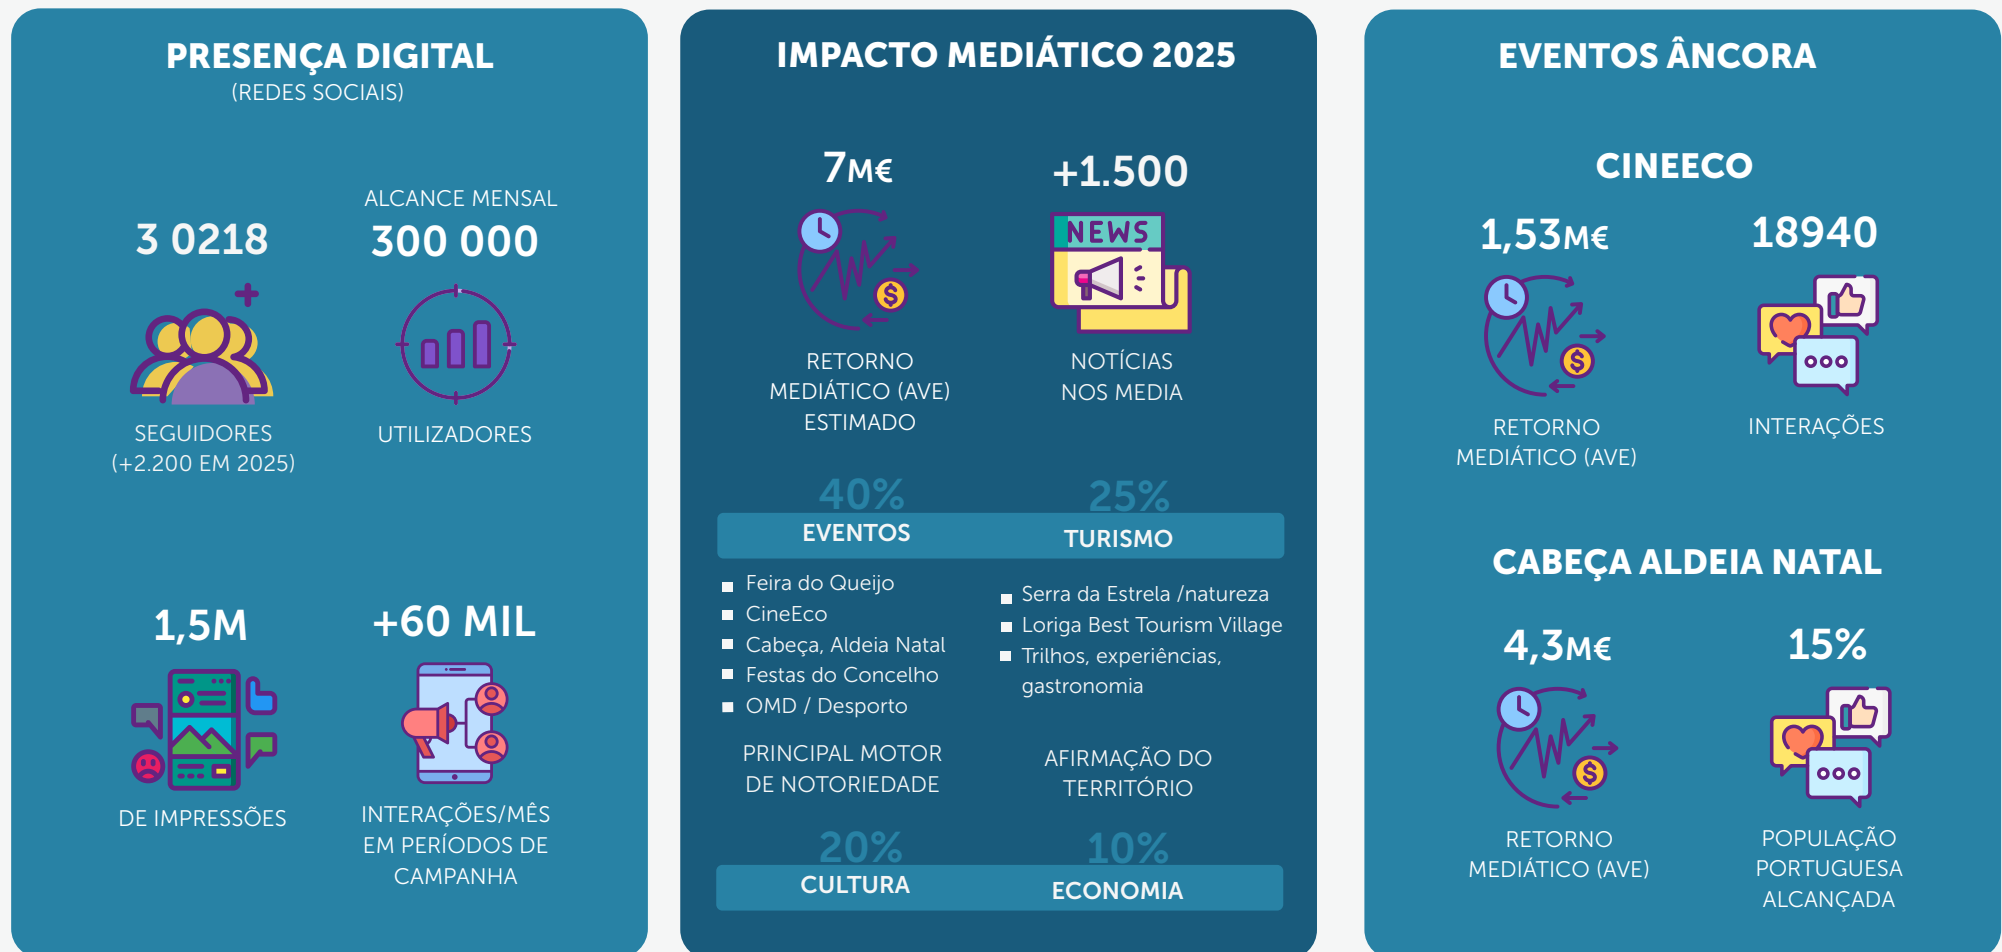 PRESENÇA DIGITAL
(REDES SOCIAIS)
3 0218
SEGUIDORES
(+2.200 EM 2025)
ALCANCE MENSAL
300 000
UTILIZADORES
1,5M
DE IMPRESSÕES
+60 MIL
INTERAÇÕES/MÊS
EM PERÍODOS DE
CAMPANHA
IMPACTO MEDIÁTICO 2025
7M€
RETORNO
MEDIÁTICO (AVE)
ESTIMADO
+1.500
NEWS
NOTÍCIAS
NOS MEDIA
40%
EVENTOS
Feira do Queijo
CineEco
Cabeça, Aldeia Natal
Festas do Concelho
OMD / Desporto
PRINCIPAL MOTOR
DE NOTORIEDADE
25%
TURISMO
Serra da Estrela /natureza
Loriga Best Tourism Village
Trilhos, experiências,
gastronomia
AFIRMAÇÃO DO
TERRITÓRIO
20%
CULTURA
10%
ECONOMIA
EVENTOS ÂNCORA
CINEECO
1,53M€
RETORNO
MEDIÁTICO (AVE)
18940
INTERAÇÕES
CABEÇA ALDEIA NATAL
4,3M€
RETORNO
MEDIÁTICO (AVE)
15%
POPULAÇÃO
PORTUGUESA
ALCANÇADA